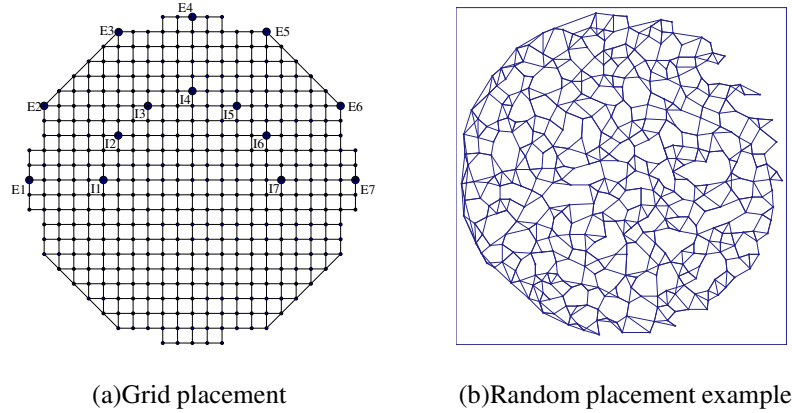 E4
E3
E5
I4
E2
I3
I5
E6
I2
I6
E1
I1
I7
E7
(a)Grid placement
(b)Random placement example